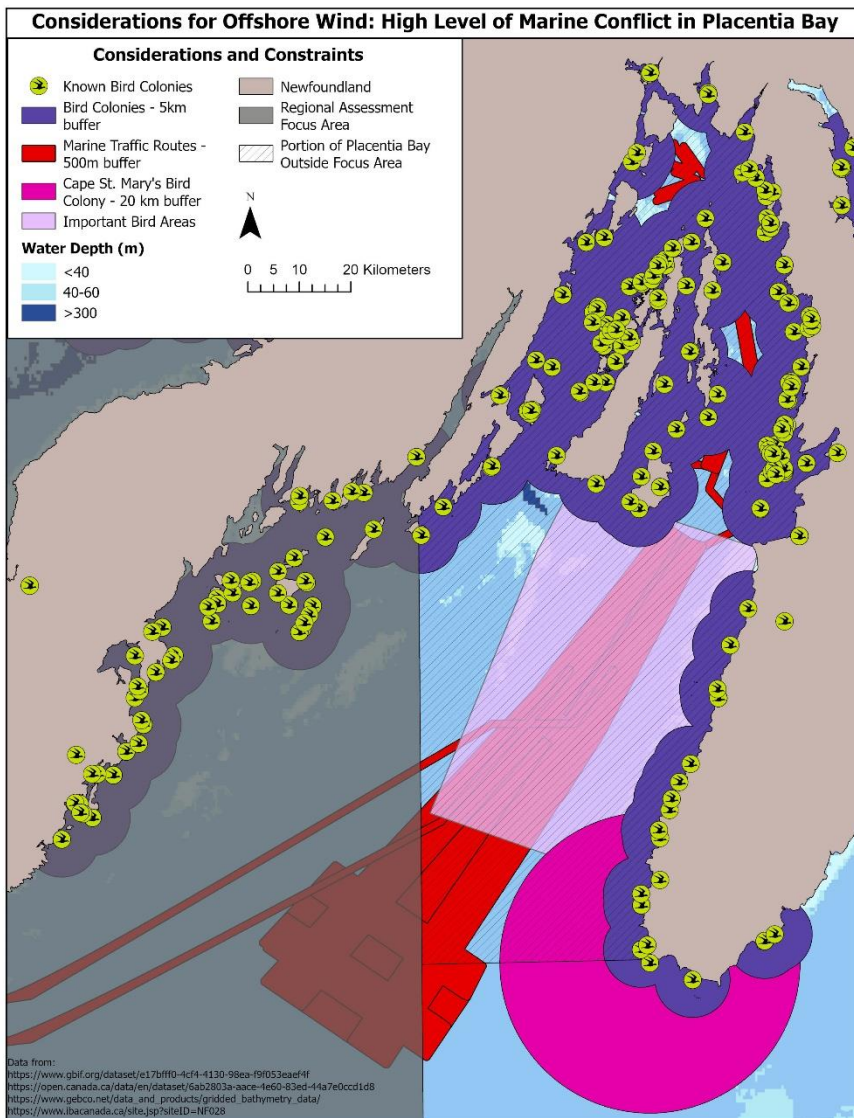 Considerations for Offshore Wind: High Level of Marine Conflict in Placentia Bay
Considerations and Constraints
Known Bird Colonies
Bird Colonies - 5km
buffer
Marine Traffic Routes -
500m buffer
Cape St. Mary's Bird
Colony - 20 km buffer
Important Bird Areas
Water Depth (m)
<40
40-60
>300
Newfoundland
Regional Assessment
Focus Area
Portion of Placentia Bay
Outside Focus Area
N
0 5 10 20 Kilometers
Data from:
https://www.gbif.org/dataset/e17bfff0-4cf4-4130-98ea-f9f053eaef4f
https://open.canada.ca/data/en/dataset/6ab2803a-aace-4e60-83ed-44a7e0ccd1d8
https://www.gebco.net/data_and_products/gridded_bathymetry_data/
https://www.ibacanada.ca/site.jsp?siteID=NF028